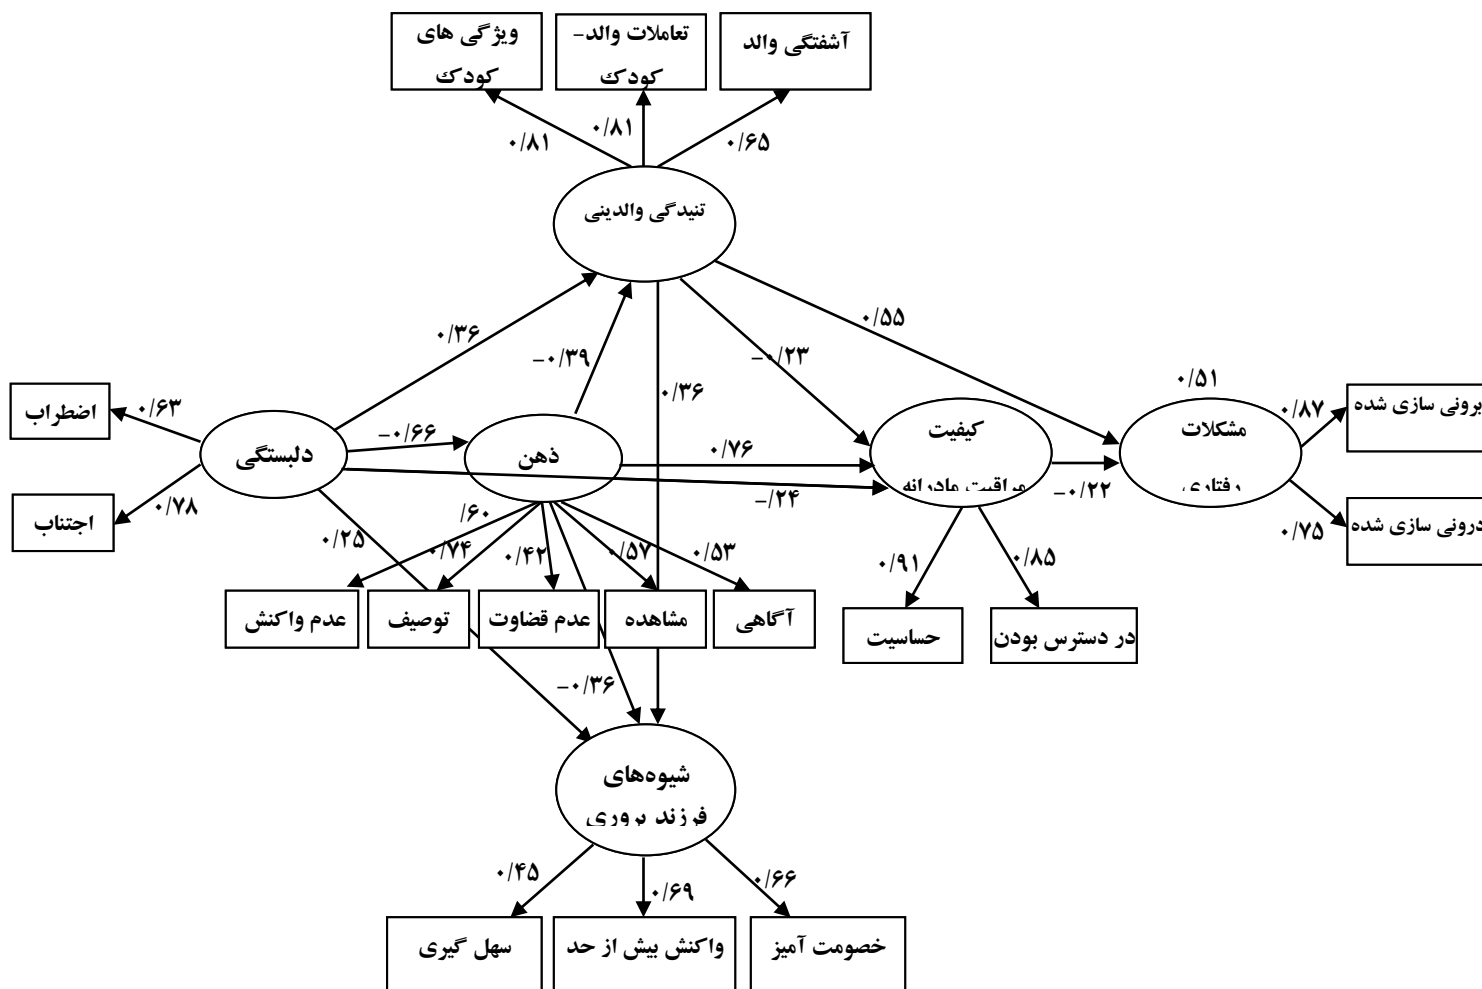 ویژگی های
کودک
تعاملات والد-
کودک
آشفتگی والد
۰/۸۱
۰/۸۱
۰/۶۵
تنیدگی والدینی
۰/۳۶
-۰/۳۹
۰/۳۶
-۰/۲۳
۰/۵۵
۰/۵۱
اضطراب
۰/۶۳
اجتناب
۰/۷۸
دلبستگی
-۰/۶۶
ذهن
۰/۷۶
-/۲۴
کیفیت
مراقبت مادرانه
-۰/۲۲
مشکلات
رفتاری
۰/۸۷
برونی سازی شده
۰/۷۵
درونی سازی شده
۰/۲۵
/۶۰
۰/۷۴
۰/۴۲
۰/۵۷
۰/۵۳
۰/۹۱
۰/۸۵
عدم واکنش
توصیف
عدم قضاوت
مشاهده
آگاهی
حساسیت
در دسترس بودن
-۰/۳۶
شیوه‌های
فرزند پروری
۰/۴۵
۰/۶۹
۰/۶۶
سهل گیری
واکنش بیش از حد
خصومت آمیز